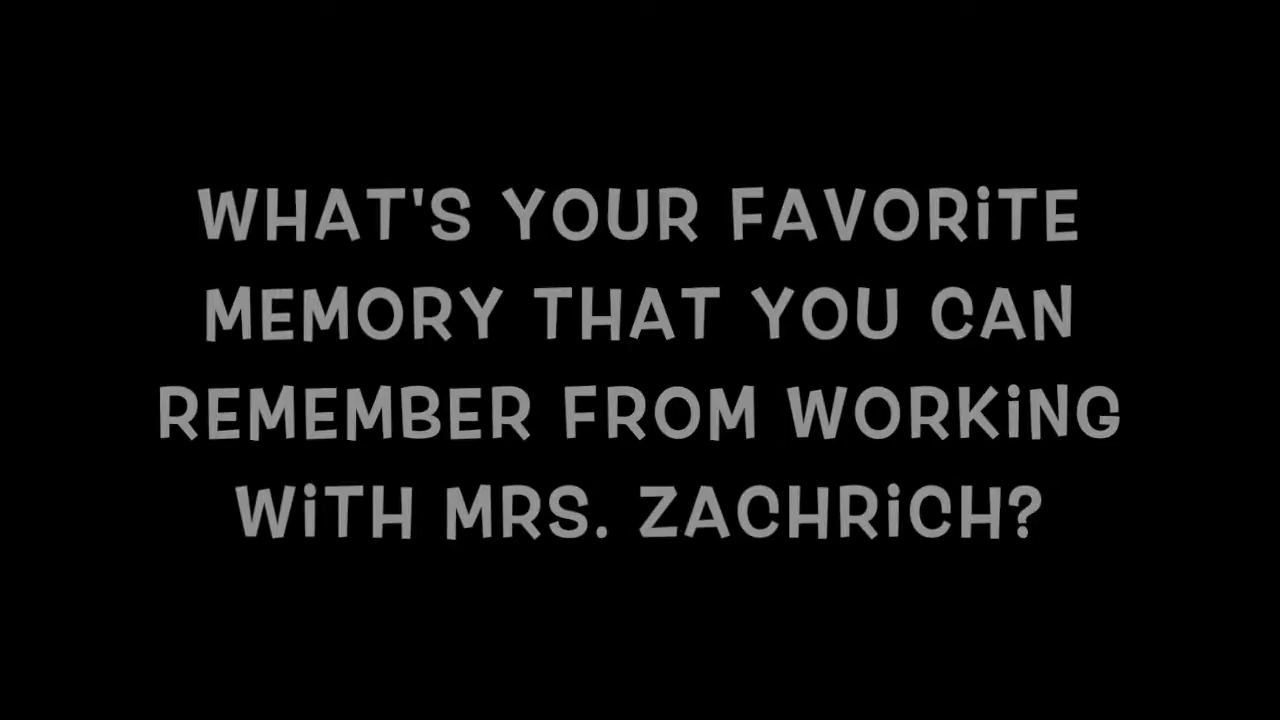 WHAT'S YOUR FAVORiTE
MEMORY THAT YOU CAN
REMEMBER FROM WORKiNG
WiTH MRS. ZACHRiCH?